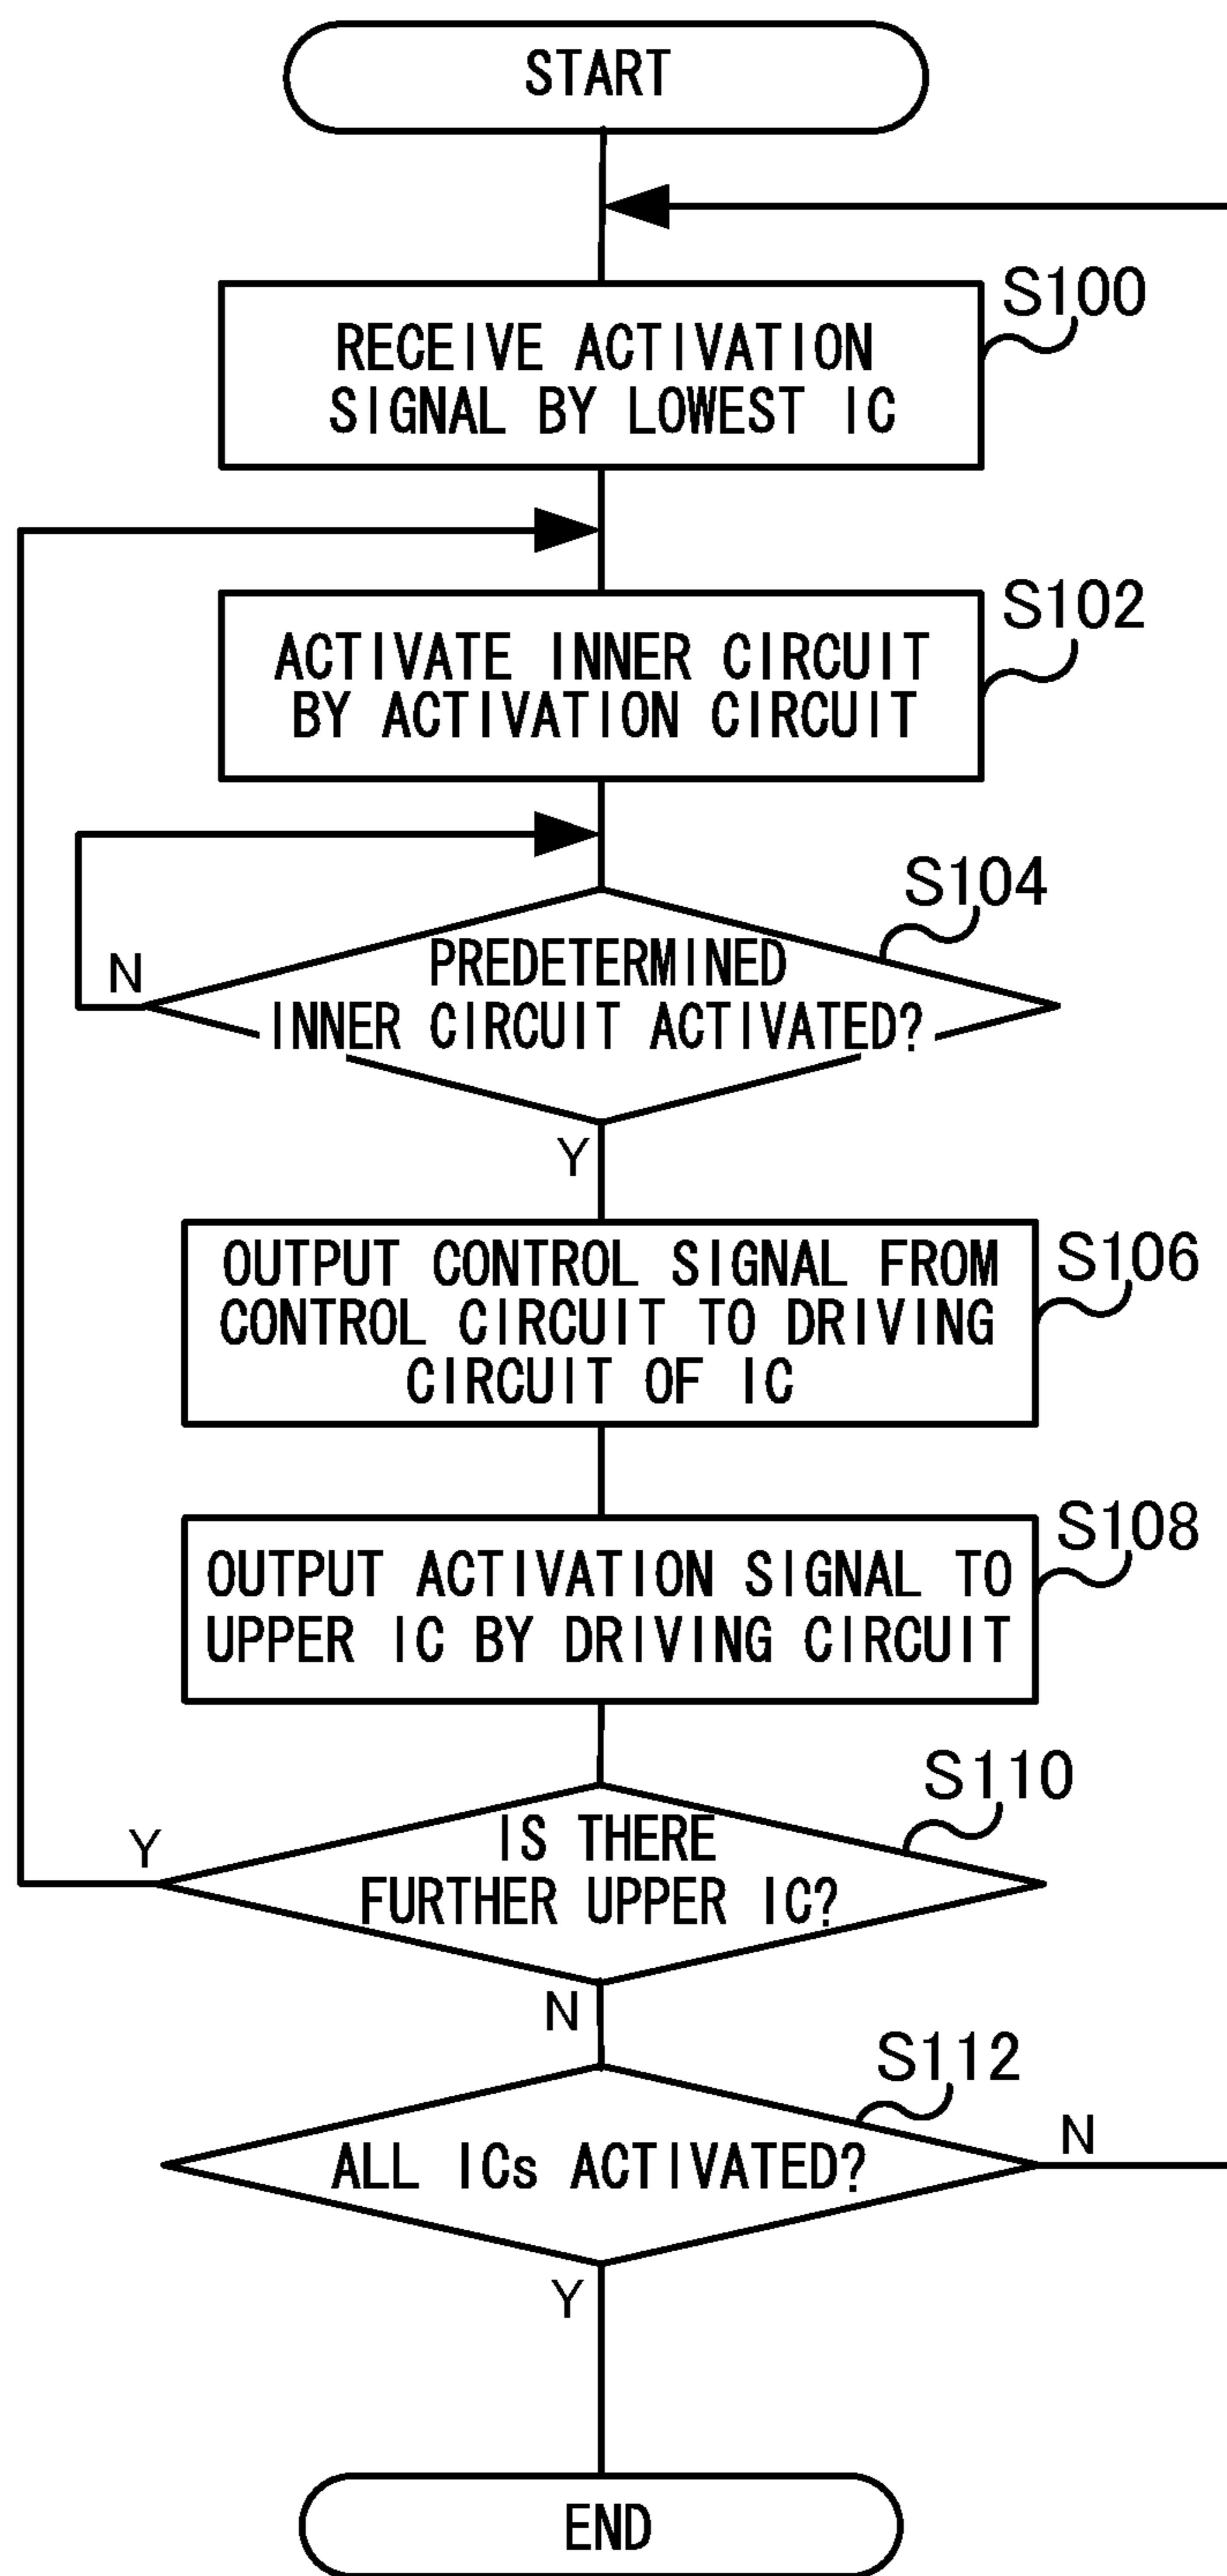 START
S100
RECEIVE ACTIVATION
SIGNAL BY LOWEST IC
S102
ACTIVATE INNER CIRCUIT
BY ACTIVATION CIRCUIT
S104
PREDETERMINED
N
INNER CIRCUIT ACTIVATED?
Y
S106
OUTPUT CONTROL SIGNAL FROM
CONTROL CIRCUIT TO DRIVING
CIRCUIT OF IC
S108
OUTPUT ACTIVATION SIGNAL TO
UPPER IC BY DRIVING CIRCUIT
S110
IS THERE
Y
FURTHER UPPER IC?
N
S112
N
ALL ICs ACTIVATED?
Y
END